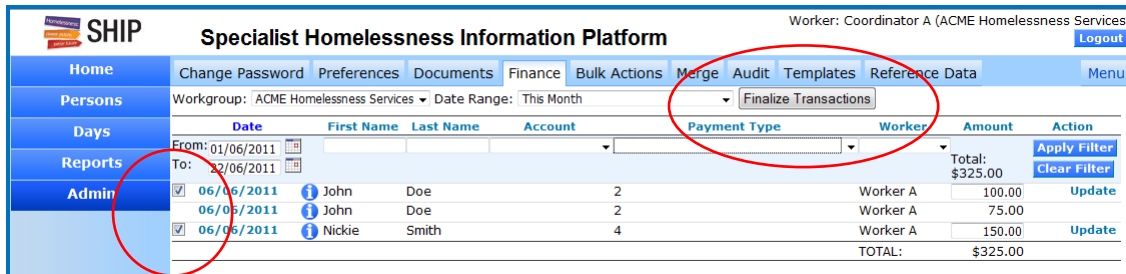 Worker: Coordinator A (ACME Homelessness Services
SHIP
Specialist Homelessness Information Platform
Logout
Home
Change Password Preferences Documents Finance Bulk Actions Merge Audit Templates Reference Data Menu
Persons
Workgroup: ACME Homelessness Services Date Range: This Month Finalize Transactions
Days
Date First Name Last Name Account Payment Type Worker Amount Action
From: 01/06/2011 Apply Filter
Reports
To: 22/06/2011 Total: $325.00 Clear Filter
Admin
06/06/2011 John Doe 2 Worker A 100.00 Update
06/06/2011 John Doe 2 Worker A 75.00
06/06/2011 Nickie Smith 4 Worker A 150.00 Update
TOTAL: $325.00